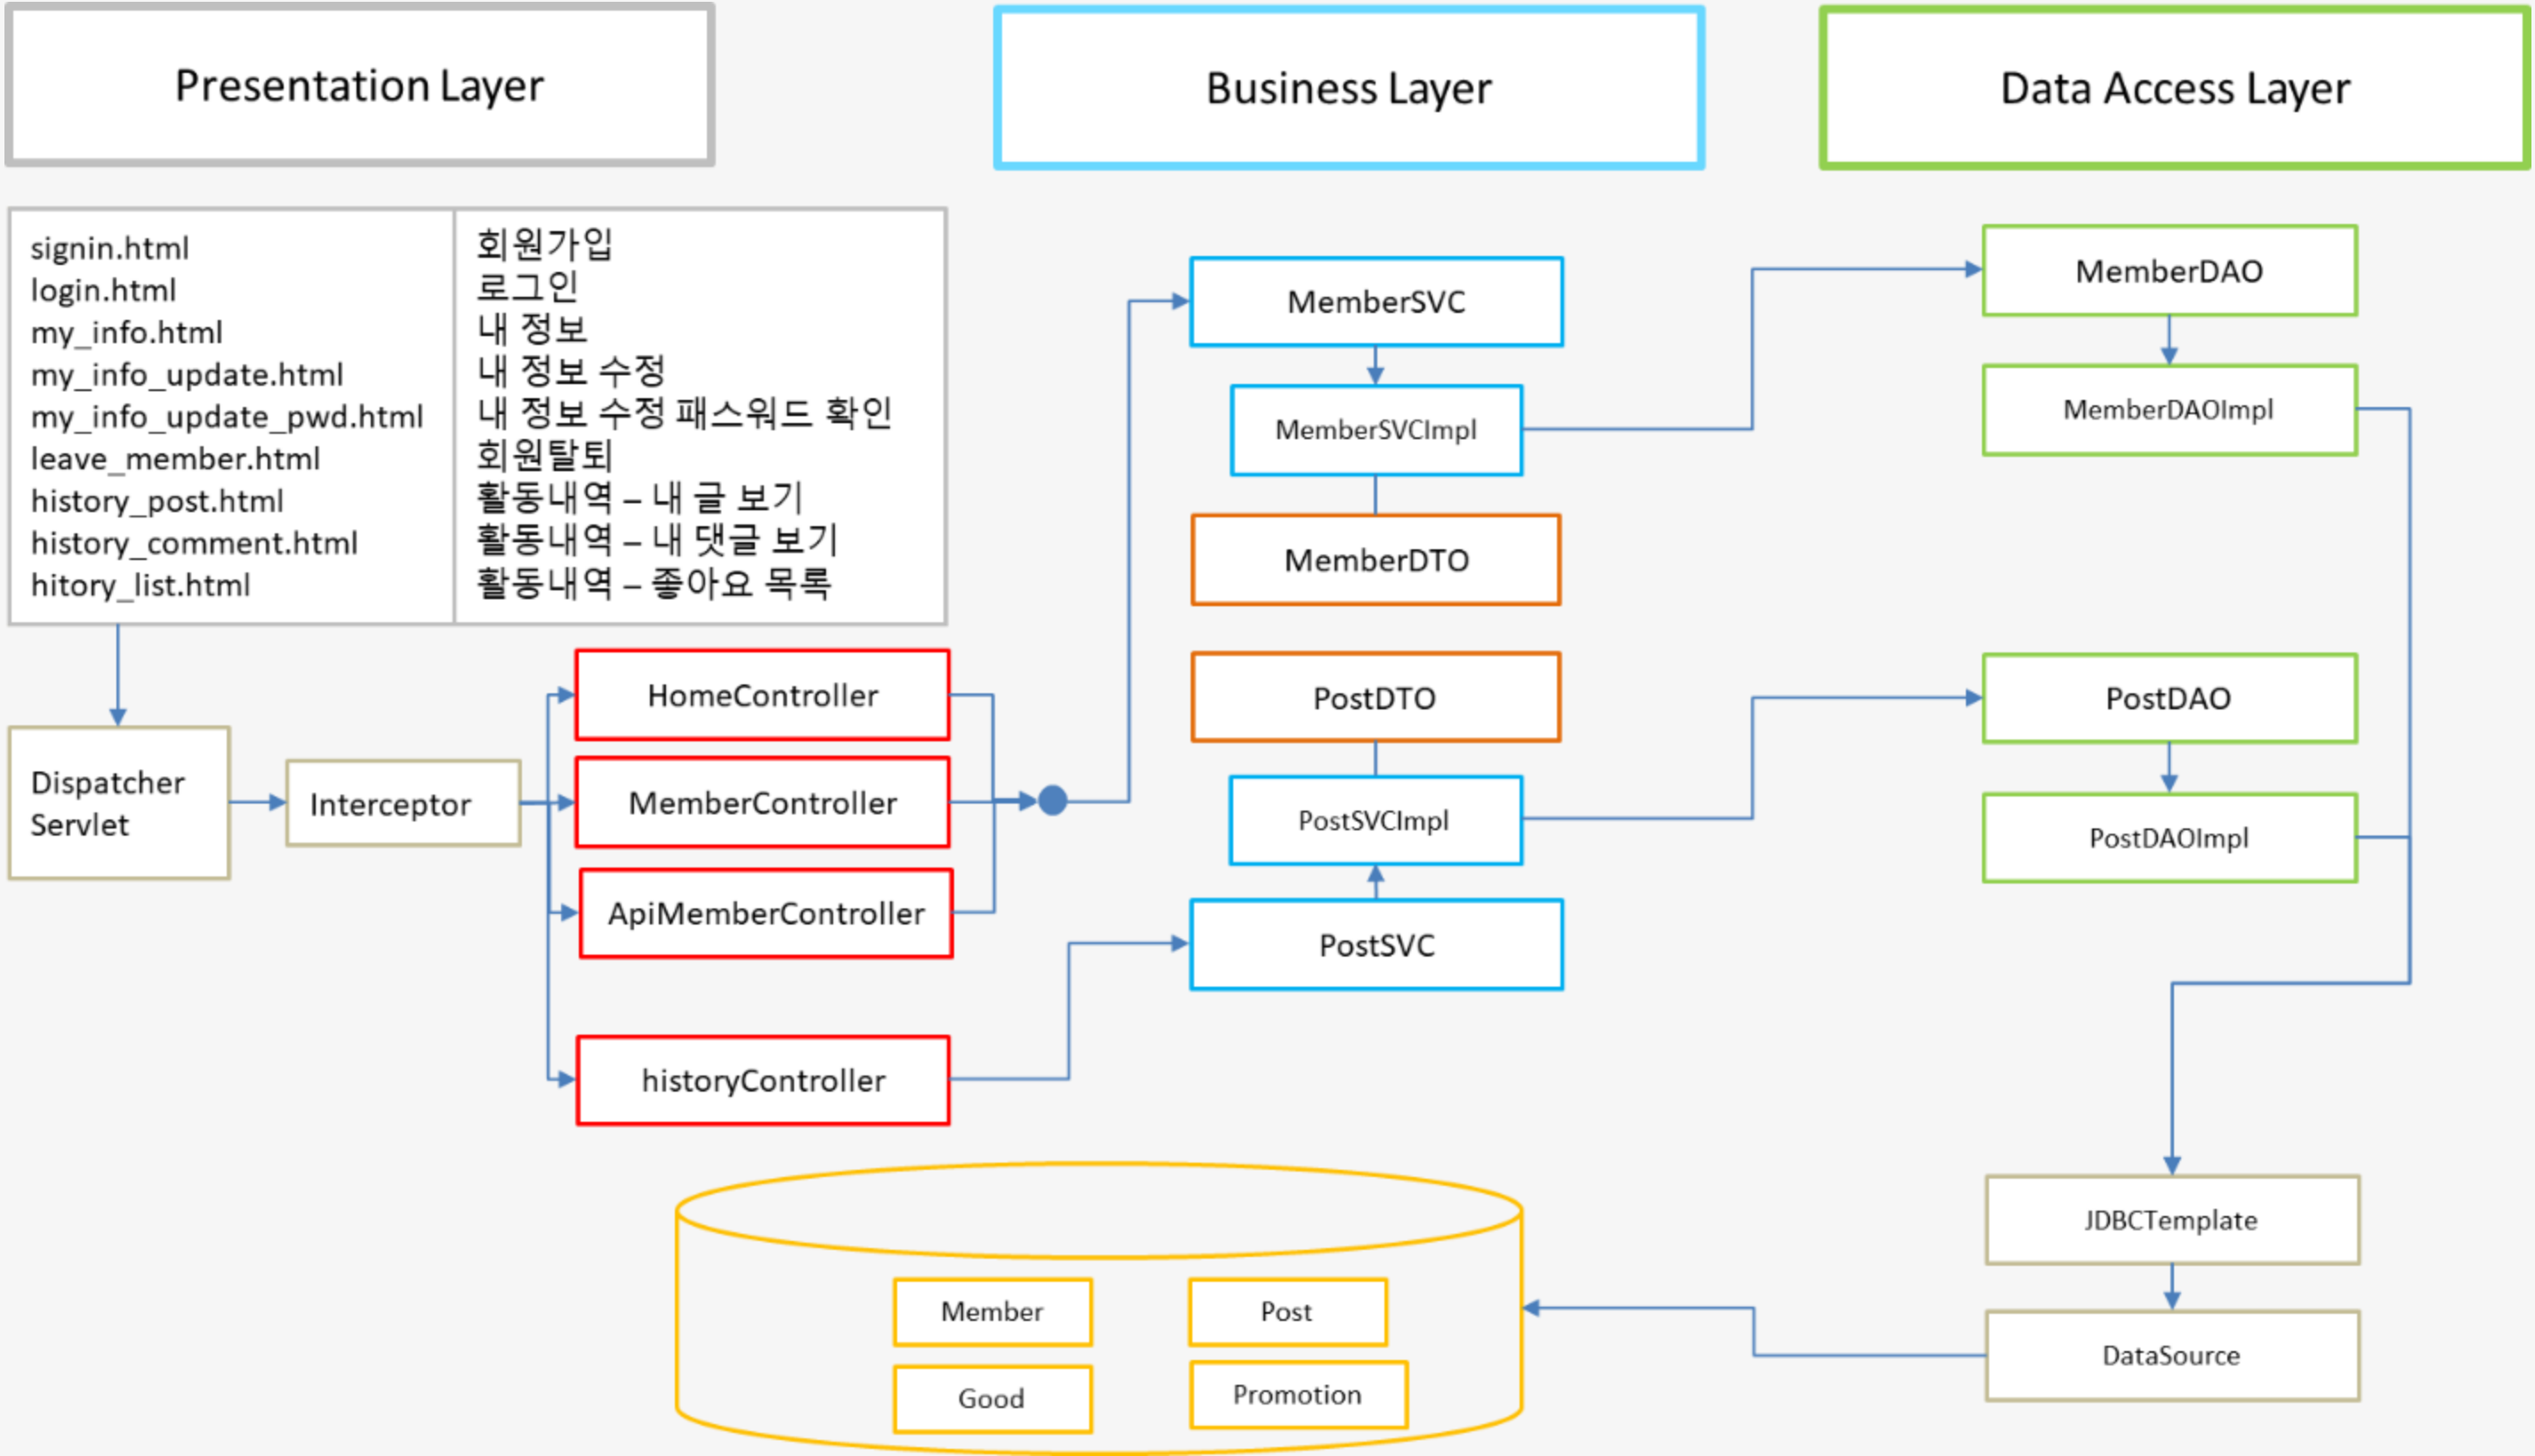 Presentation Layer
Business Layer
Data Access Layer
signin.html 회원가입
login.html 로그인
my_info.html 내 정보
my_info_update.html 내 정보 수정
my_info_update_pwd.html 내 정보 수정 패스워드 확인
leave_member.html 회원탈퇴
history_post.html 활동내역 – 내 글 보기
history_comment.html 활동내역 – 내 댓글 보기
hitory_list.html 활동내역 – 좋아요 목록
Dispatcher
Servlet
Interceptor
HomeController
MemberController
ApiMemberController
historyController
MemberSVC
MemberSVCImpl
MemberDTO
PostDTO
PostSVCImpl
PostSVC
MemberDAO
MemberDAOImpl
PostDAO
PostDAOImpl
JDBCTemplate
DataSource
Member
Post
Good
Promotion